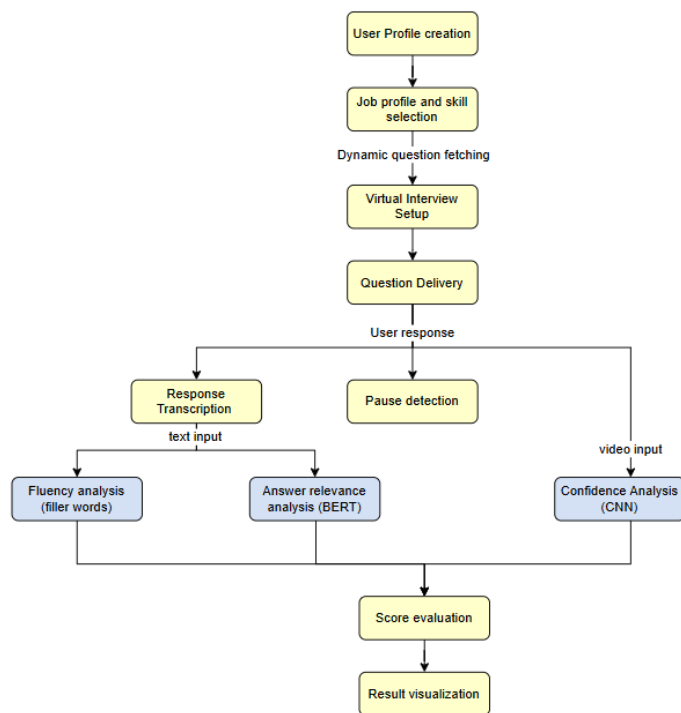 User Profile creation
Job profile and skill
selection
Dynamic question fetching
Virtual Interview
Setup
Question Delivery
User response
Response
Transcription
Pause detection
text input
video input
Fluency analysis
(filler words)
Answer relevance
analysis (BERT)
Confidence Analysis
(CNN)
Score evaluation
Result visualization